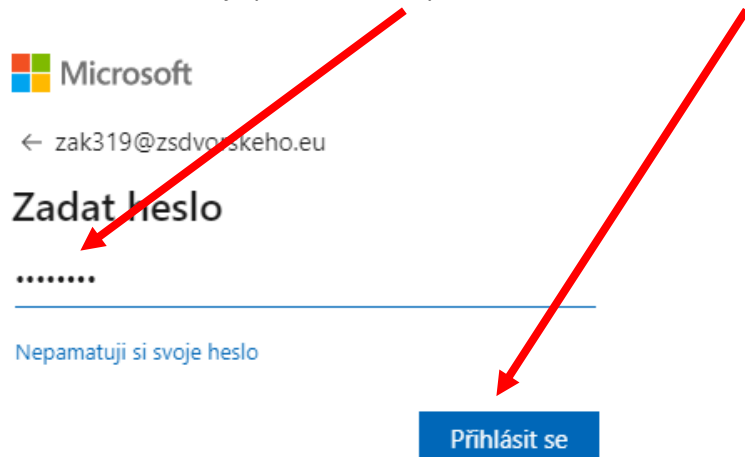 Microsoft
← zak319@zsdvorskeho.eu
Zadat heslo
••••••••
Nepamatuji si svoje heslo
Přihlásit se